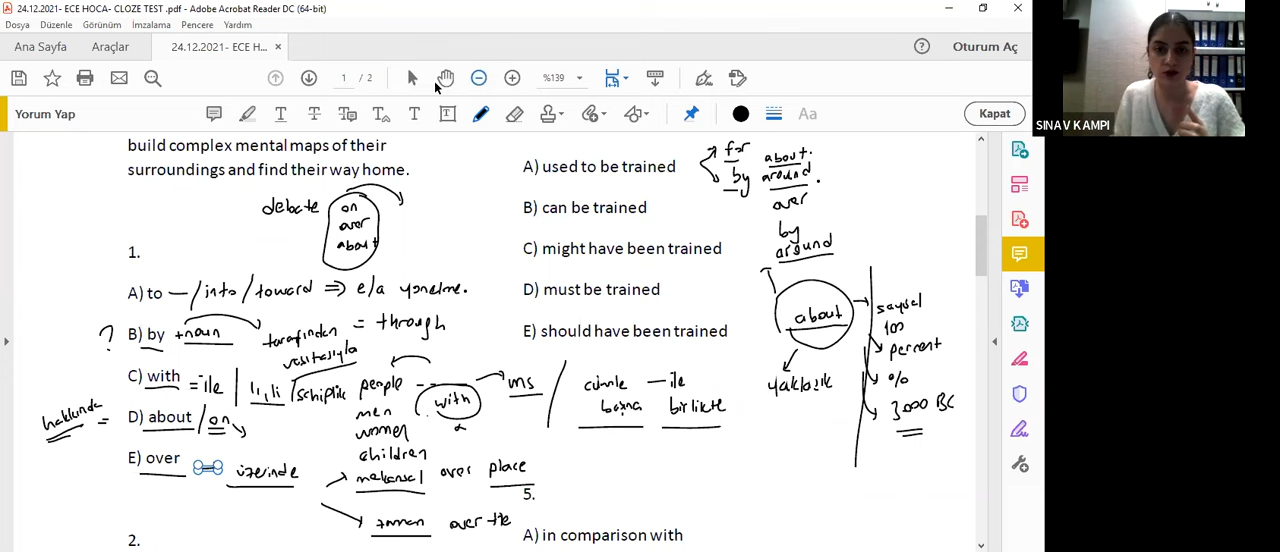 24.12.2021- ECE HOCA- CLOZE TEST .pdf - Adobe Acrobat Reader DC (64-bit)
Dosya Düzenle Görünüm İmzalama Pencere Yardım
Ana Sayfa Araçlar 24.12.2021- ECE H... × Oturum Aç
1 / 2 %139
Yorum Yap Aa Kapat
SINAV KAMPI
build complex mental maps of their
surroundings and find their way home.
debate on
over
about
1.
A) to — /into /toward ⇒ e/a yönelme.
B) by +noun tarafından = through
vasıtasıyla
?
C) with =ile | lı,li /sahiplik people -- with ms / cümle — ile
başına birlikte
men
women
children
D) about / on
hakkında =
E) over = üzerinde
mekansal over place
zaman over the
2.
A) used to be trained
for
by
about.
around.
over
by
around
B) can be trained
C) might have been trained
D) must be trained
E) should have been trained
about
yaklaşık
sayısal
100
percent
%
3000 BC
5.
A) in comparison with